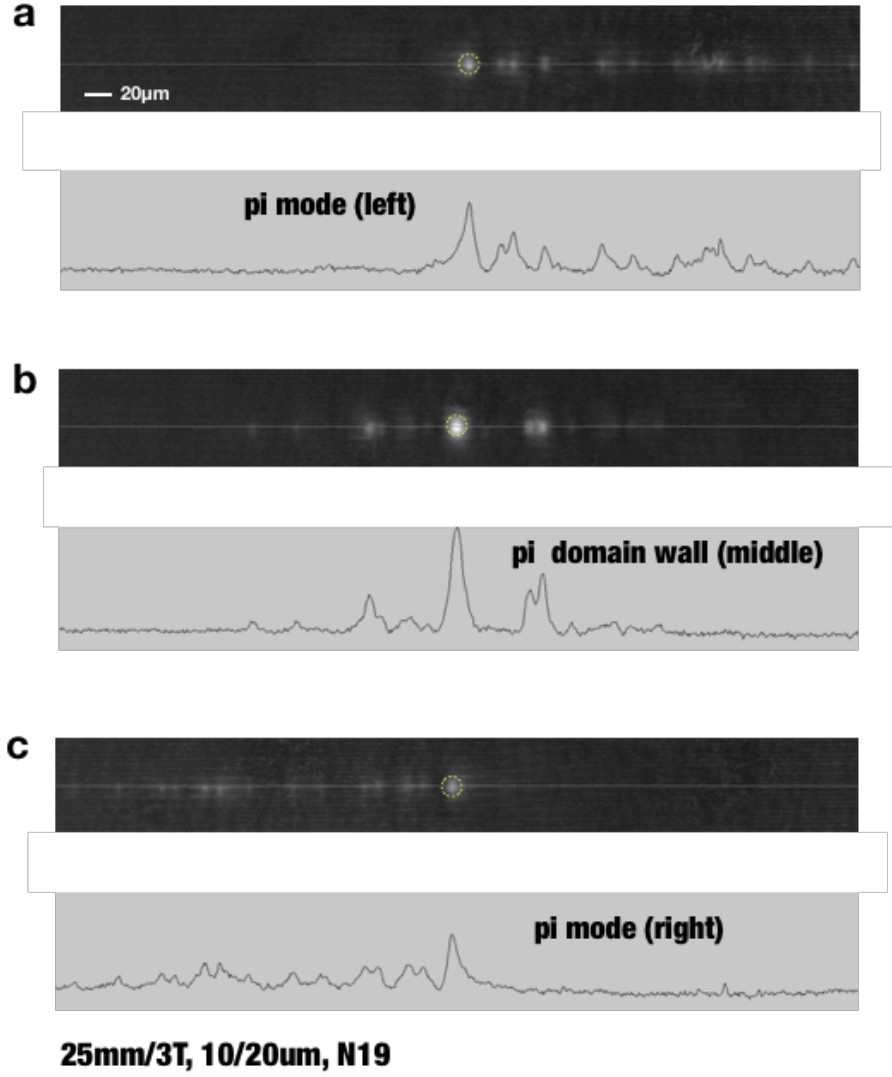 a
20µm
pi mode (left)
b
pi domain wall (middle)
c
pi mode (right)
25mm/3T, 10/20um, N19